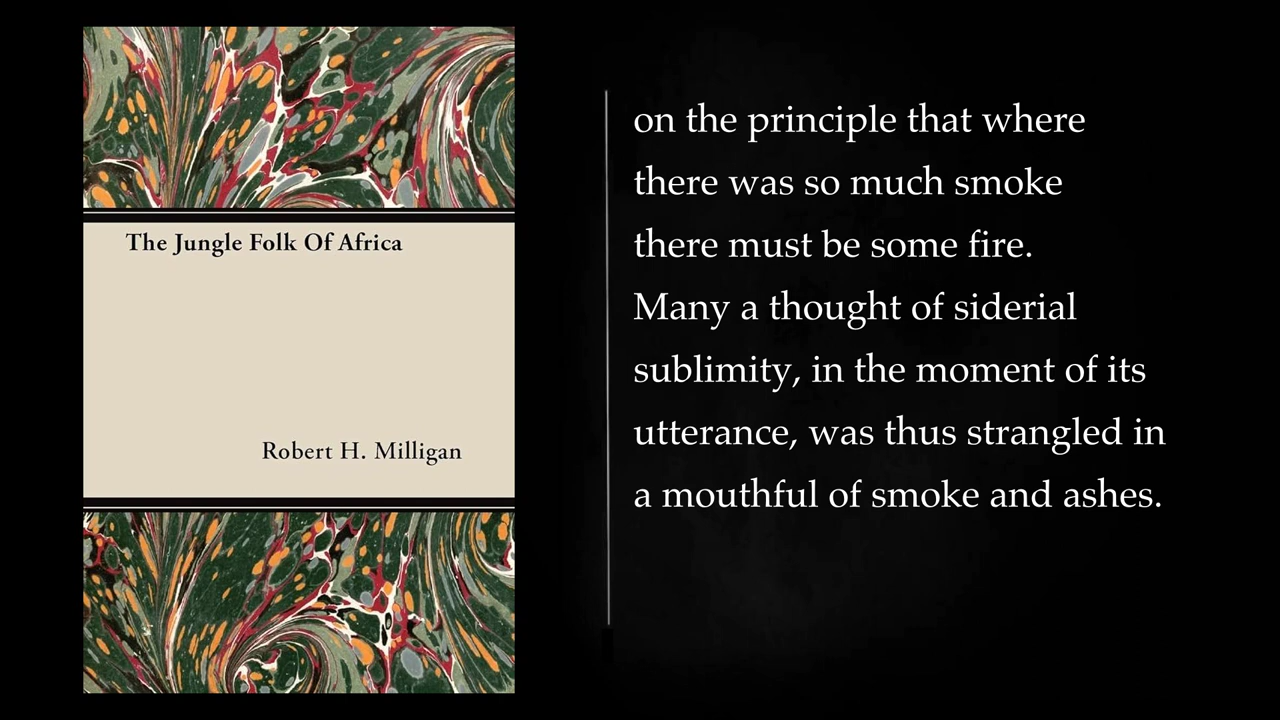 The Jungle Folk Of Africa
Robert H. Milligan
on the principle that where
there was so much smoke
there must be some fire.
Many a thought of siderial
sublimity, in the moment of its
utterance, was thus strangled in
a mouthful of smoke and ashes.